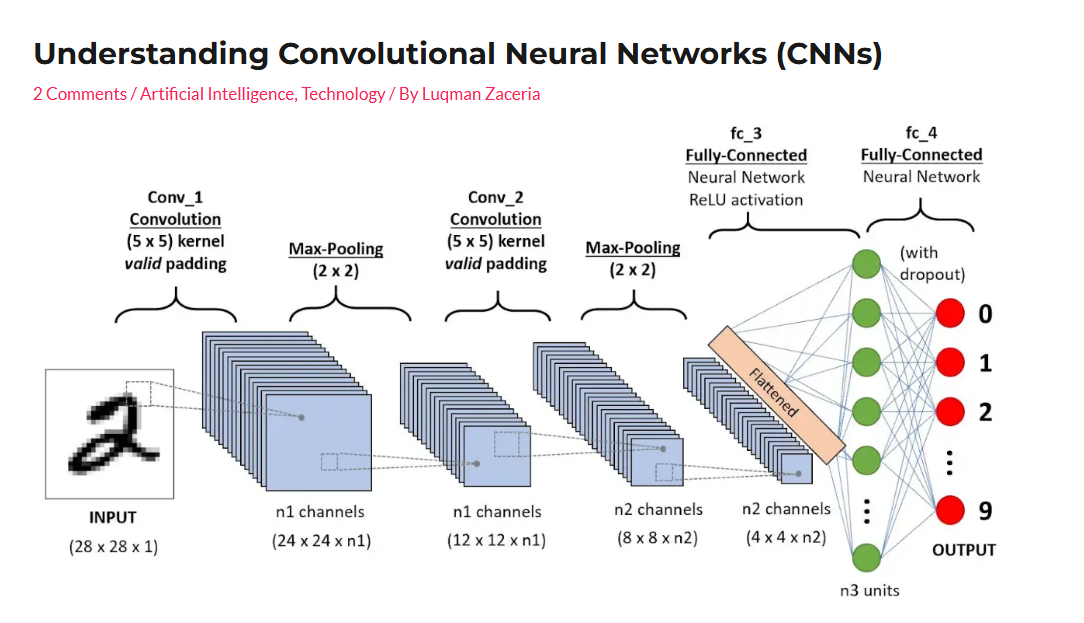 Understanding Convolutional Neural Networks (CNNs)
2 Comments / Artificial Intelligence, Technology / By Luqman Zaceria
Conv_1
Convolution
(5 x 5) kernel
valid padding
Max-Pooling
(2 x 2)
Conv_2
Convolution
(5 x 5) kernel
valid padding
Max-Pooling
(2 x 2)
fc_3
Fully-Connected
Neural Network
ReLU activation
fc_4
Fully-Connected
Neural Network
(with
dropout)
Flattened
0
1
2
9
INPUT
(28 x 28 x 1)
n1 channels
(24 x 24 x n1)
n1 channels
(12 x 12 x n1)
n2 channels
(8 x 8 x n2)
n2 channels
(4 x 4 x n2)
n3 units
OUTPUT